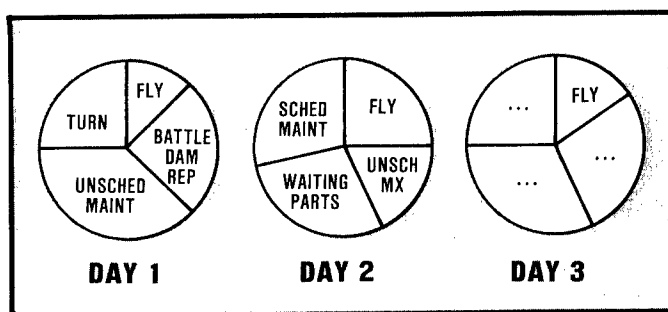 TURN
FLY
BATTLE
DAM
REP
UNSCHED
MAINT
DAY 1
SCHED
MAINT
FLY
WAITING
PARTS
UNSCH
MX
DAY 2
...
FLY
...
...
DAY 3